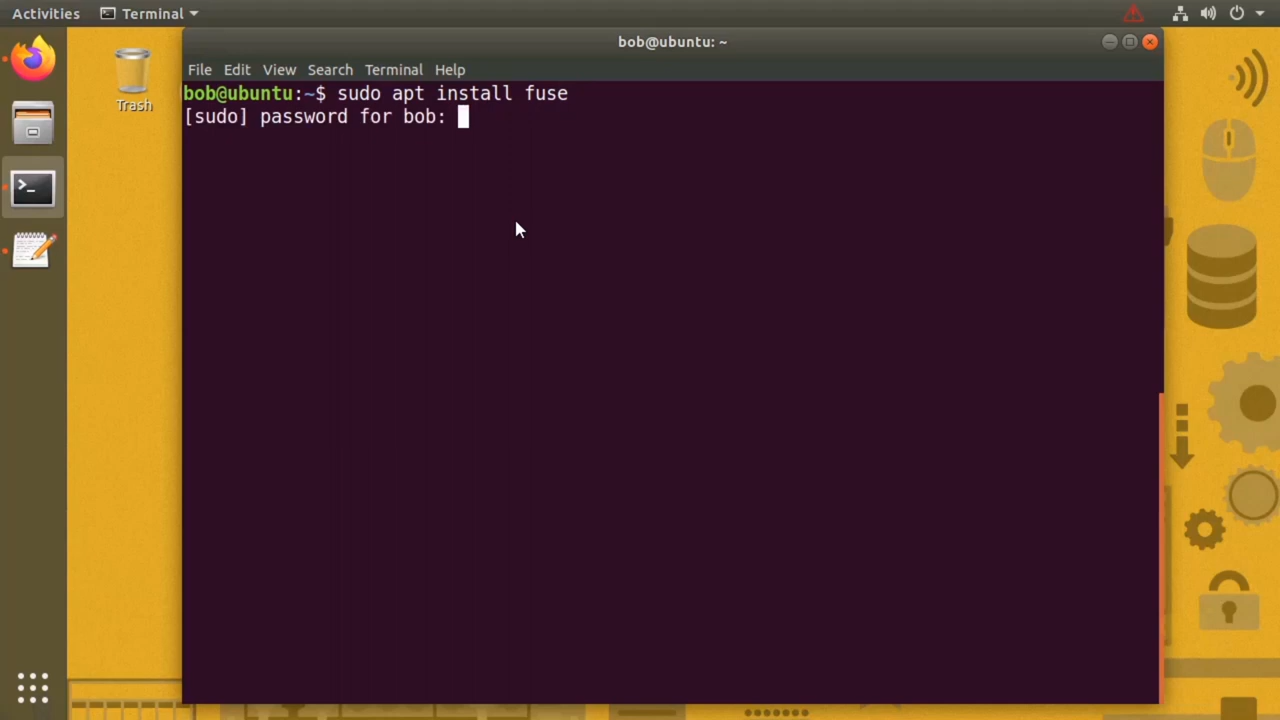 Activities
Terminal
bob@ubuntu: ~
File Edit View Search Terminal Help
Trash
bob@ubuntu:~$ sudo apt install fuse
[sudo] password for bob: